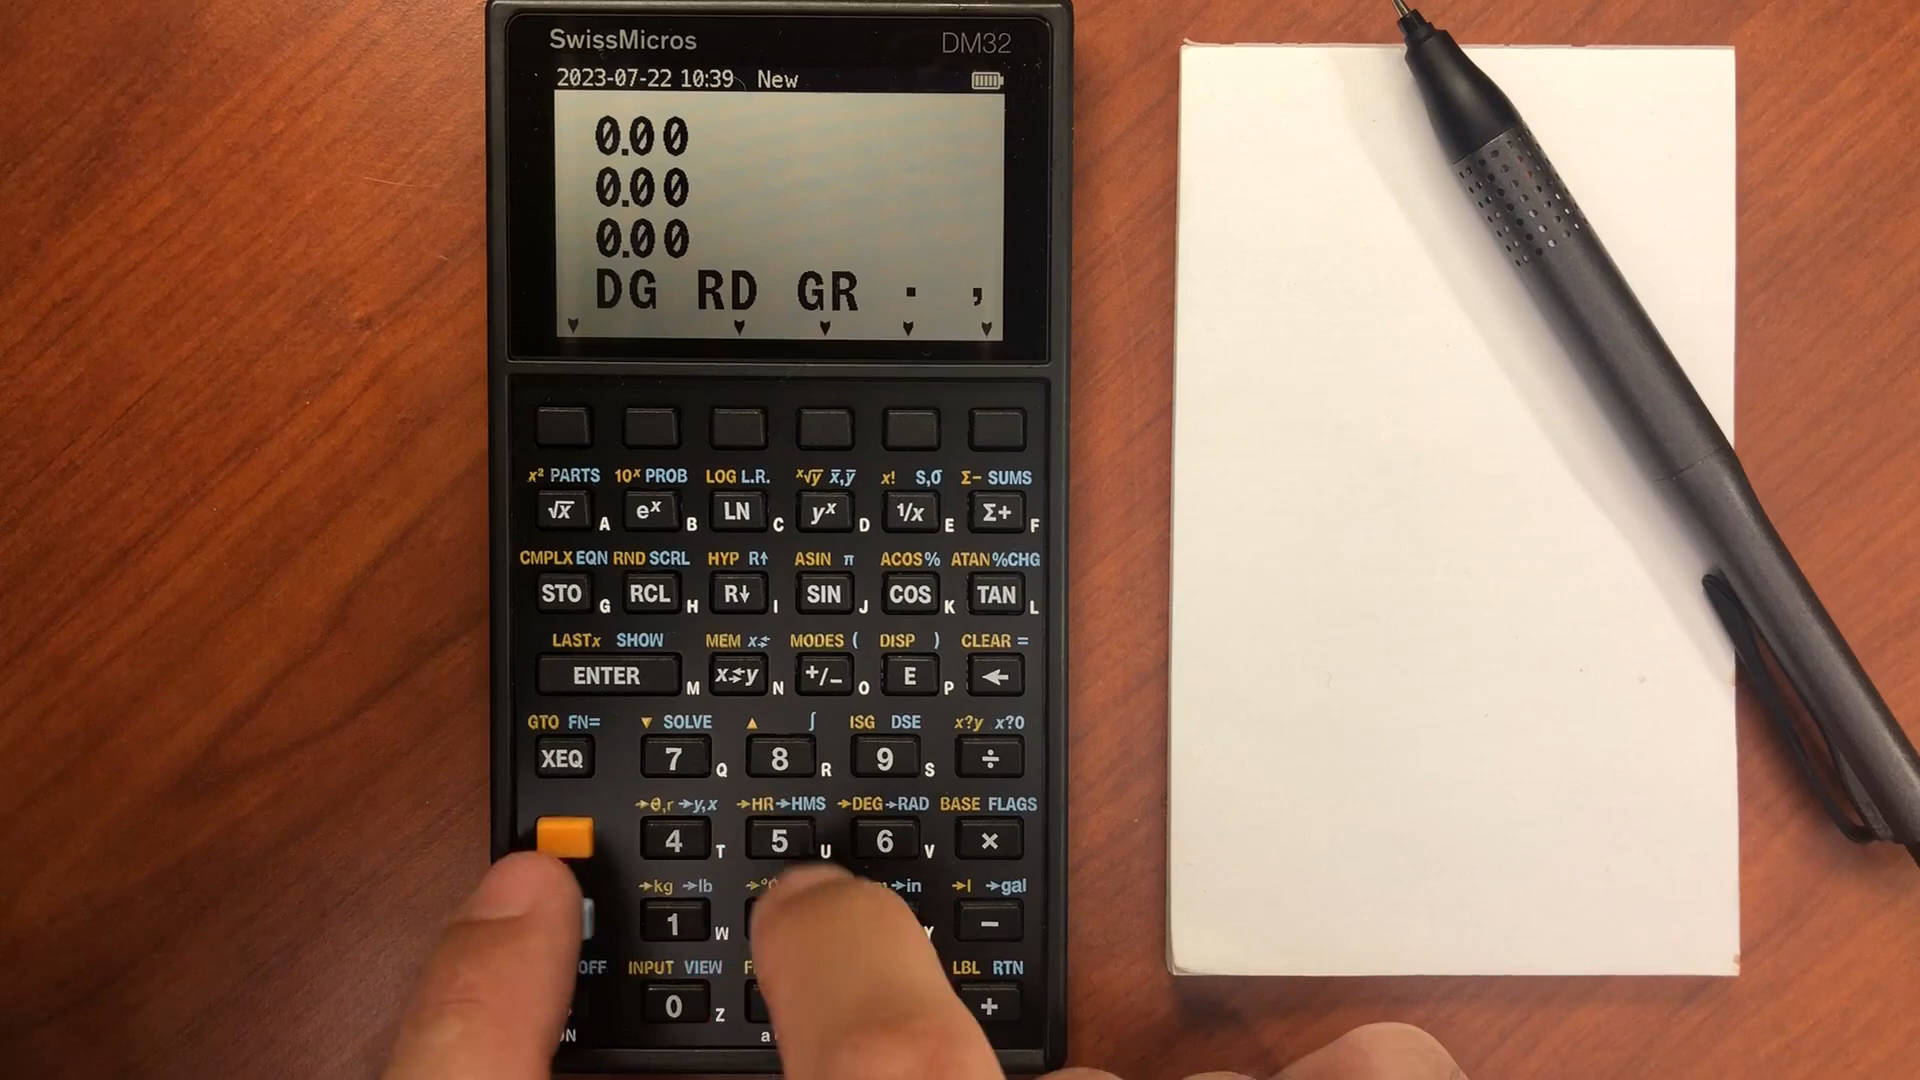 SwissMicros DM32
2023-07-22 10:39 New
0.00
0.00
0.00
DG RD GR . ,
x² PARTS 10ˣ PROB LOG L.R. ˣ√y x̄,ȳ x! S,σ Σ− SUMS
√x A eˣ B LN C yˣ D 1/x E Σ+ F
CMPLX EQN RND SCRL HYP R↑ ASIN π ACOS % ATAN %CHG
STO G RCL H R↓ I SIN J COS K TAN L
LASTx SHOW MEM x⇆ MODES ( DISP ) CLEAR =
ENTER M x⇆y N +/− O E P ←
GTO FN= ▼ SOLVE ▲ ∫ ISG DSE x?y x?0
XEQ 7 Q 8 R 9 S ÷
→θ,r →y,x →HR →HMS →DEG →RAD BASE FLAGS
4 T 5 U 6 V ×
→kg →lb →in →l →gal
1 W Y −
OFF INPUT VIEW LBL RTN
0 Z +